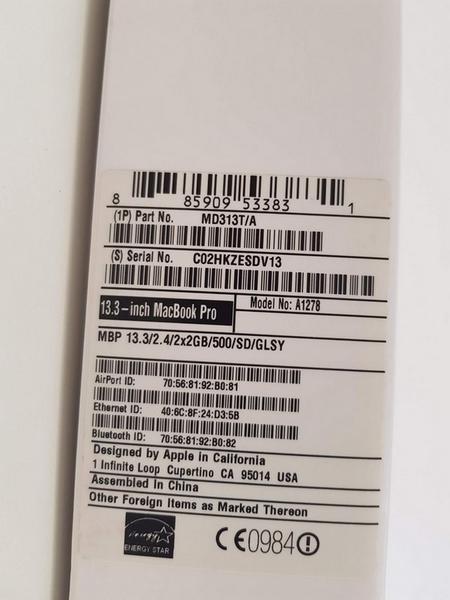 8 85909 53383 1
(1P) Part No. MD313T/A
(S) Serial No. C02HKZESDV13
13.3-inch MacBook Pro Model No: A1278
MBP 13.3/2.4/2x2GB/500/SD/GLSY
AirPort ID: 70:56:81:92:B0:81
Ethernet ID: 40:6C:8F:24:D3:5B
Bluetooth ID: 70:56:81:92:B0:82
Designed by Apple in California
1 Infinite Loop Cupertino CA 95014 USA
Assembled in China
Other Foreign Items as Marked Thereon
energy
ENERGY STAR
CE0984